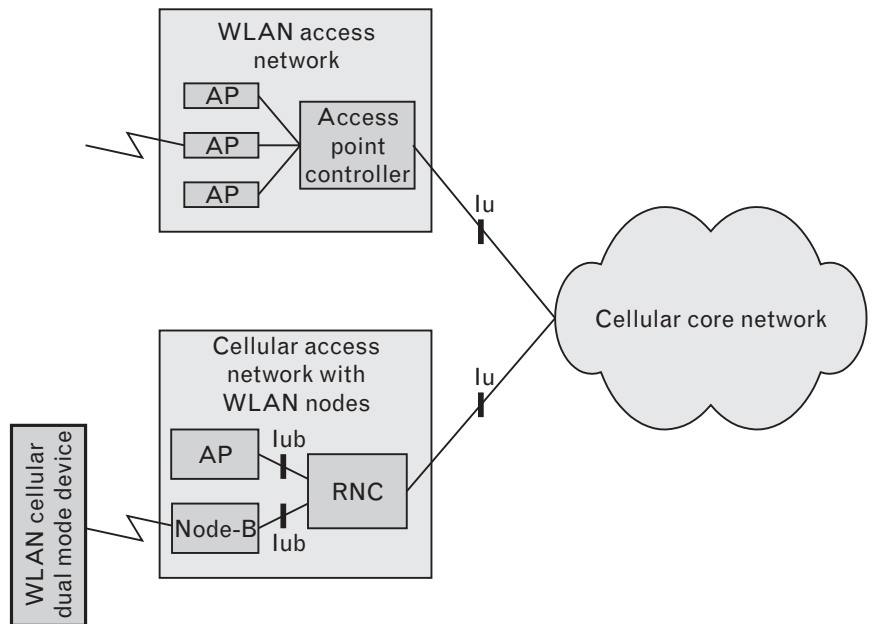 WLAN access
network
AP
AP
AP
Access
point
controller
Iu
Cellular core network
Cellular access
network with
WLAN nodes
Iu
AP
Iub
RNC
Node-B
Iub
WLAN cellular
dual mode device